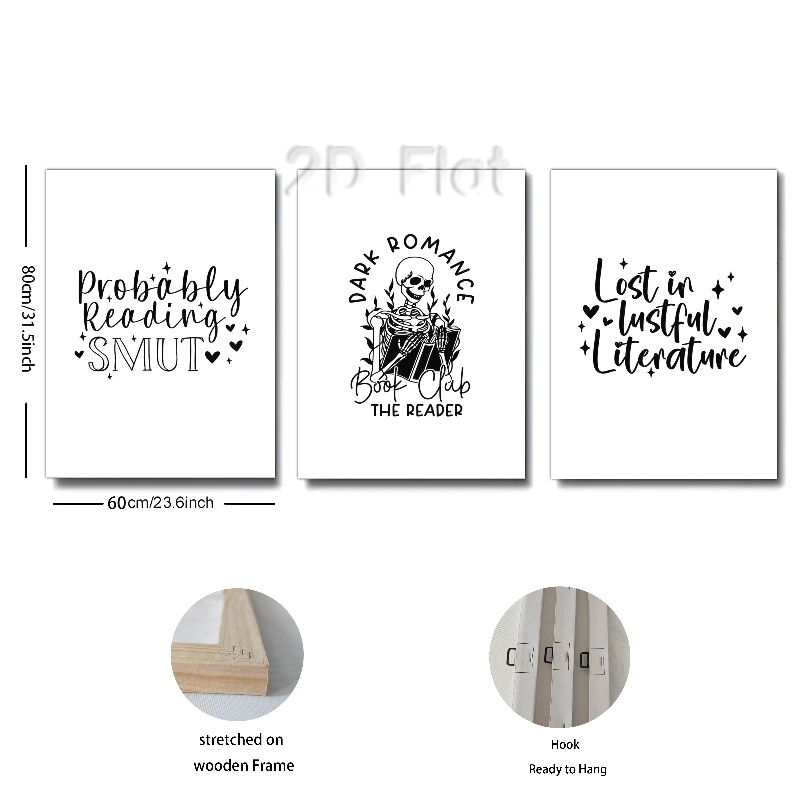 2D Flat
80cm/31.5inch
Probably
Reading
SMUT
DARK ROMANCE
Book Club
THE READER
Lost in
lustful
Literature
60cm/23.6inch
stretched on
wooden Frame
Hook
Ready to Hang